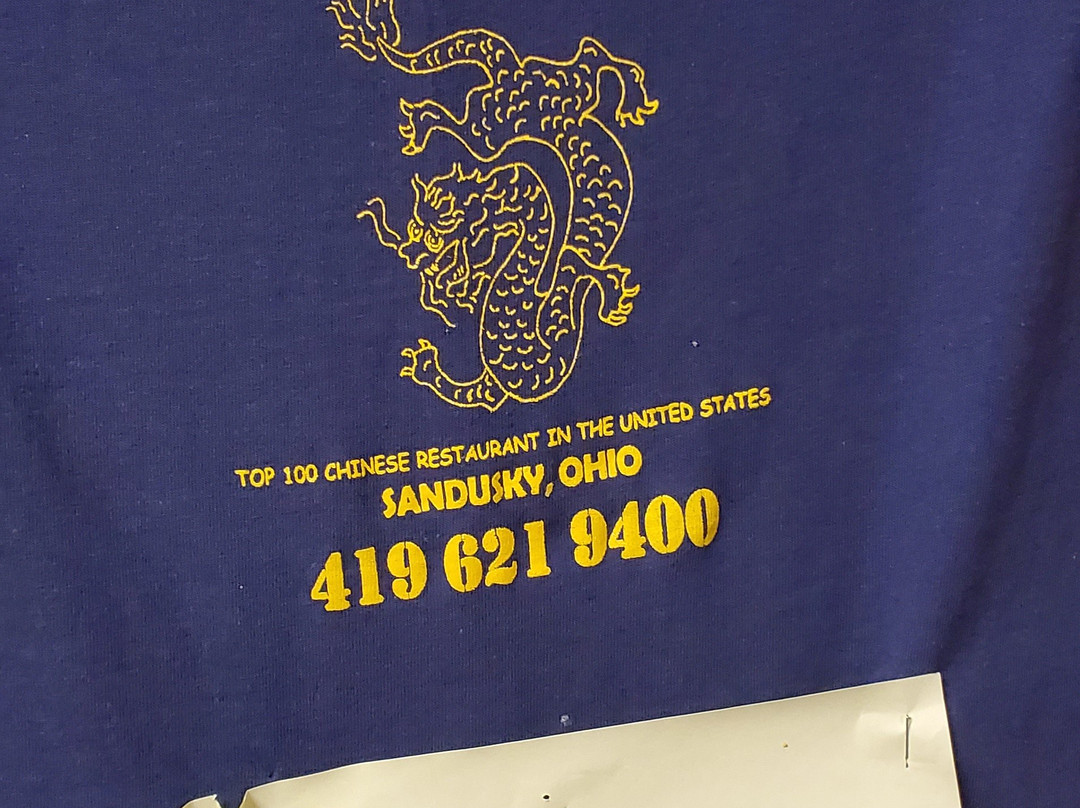 TOP 100 CHINESE RESTAURANT IN THE UNITED STATES
SANDUSKY, OHIO
419 621 9400